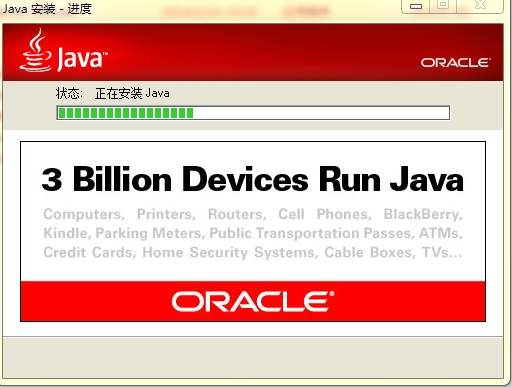 Java 安装 - 进度
Java™
ORACLE®
状态: 正在安装 Java
3 Billion Devices Run Java
Computers, Printers, Routers, Cell Phones, BlackBerry,
Kindle, Parking Meters, Public Transportation Passes, ATMs,
Credit Cards, Home Security Systems, Cable Boxes, TVs...
ORACLE®